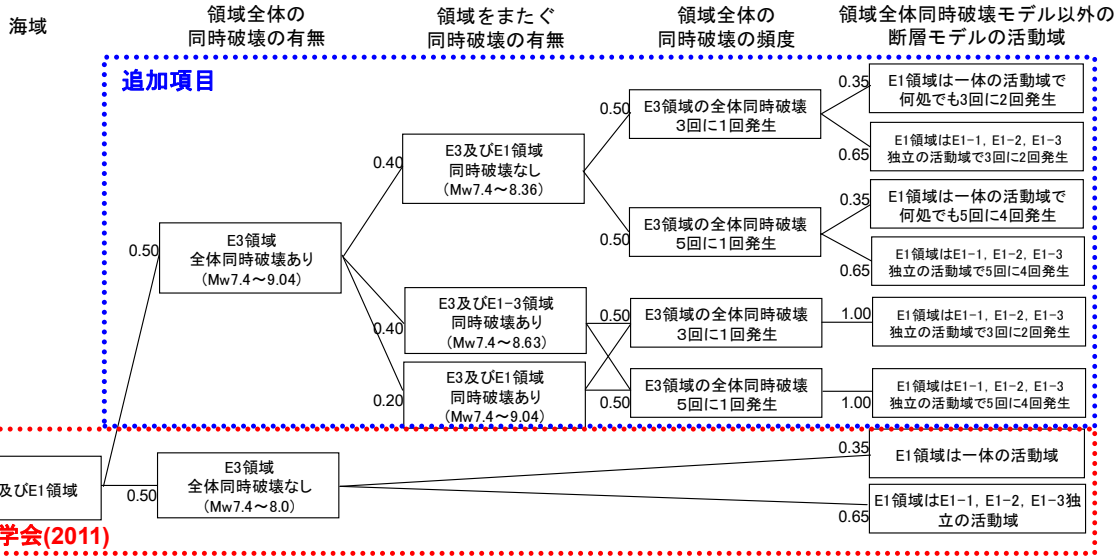 海域
領域全体の
同時破壊の有無
領域をまたぐ
同時破壊の有無
領域全体の
同時破壊の頻度
領域全体同時破壊モデル以外の
断層モデルの活動域
追加項目
0.50
E3領域
全体同時破壊あり
(Mw7.4～9.04)
0.40
E3及びE1領域
同時破壊なし
(Mw7.4～8.36)
0.50
E3領域の全体同時破壊
3回に1回発生
0.35
E1領域は一体の活動域で
何処でも3回に2回発生
0.65
E1領域はE1-1, E1-2, E1-3
独立の活動域で3回に2回発生
0.50
E3領域の全体同時破壊
5回に1回発生
0.35
E1領域は一体の活動域で
何処でも5回に4回発生
0.65
E1領域はE1-1, E1-2, E1-3
独立の活動域で5回に4回発生
0.40
E3及びE1-3領域
同時破壊あり
(Mw7.4～8.63)
0.50
E3領域の全体同時破壊
3回に1回発生
1.00
E1領域はE1-1, E1-2, E1-3
独立の活動域で3回に2回発生
0.20
E3及びE1領域
同時破壊あり
(Mw7.4～9.04)
0.50
E3領域の全体同時破壊
5回に1回発生
1.00
E1領域はE1-1, E1-2, E1-3
独立の活動域で5回に4回発生
及びE1領域
0.50
E3領域
全体同時破壊なし
(Mw7.4～8.0)
0.35
E1領域は一体の活動域
0.65
E1領域はE1-1, E1-2, E1-3独
立の活動域
学会(2011)